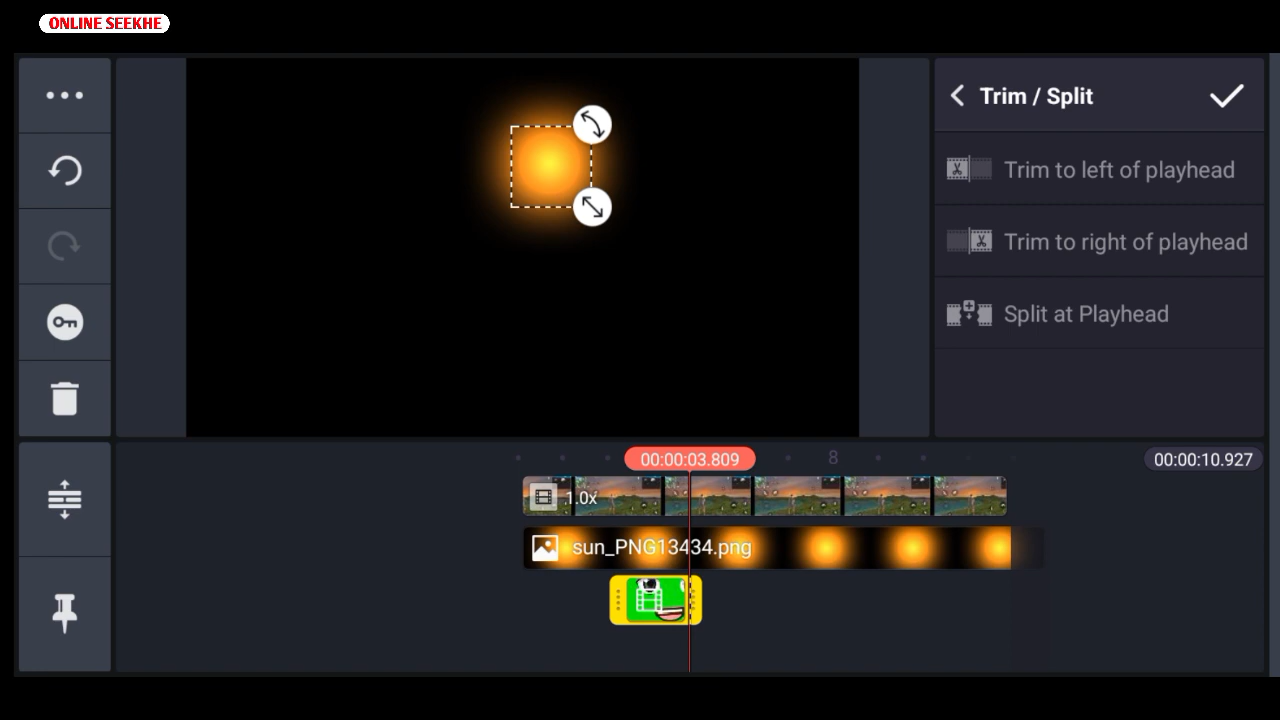 ONLINE SEEKHE
Trim / Split
Trim to left of playhead
Trim to right of playhead
Split at Playhead
00:00:03.809
8
00:00:10.927
1.0x
sun_PNG13434.png